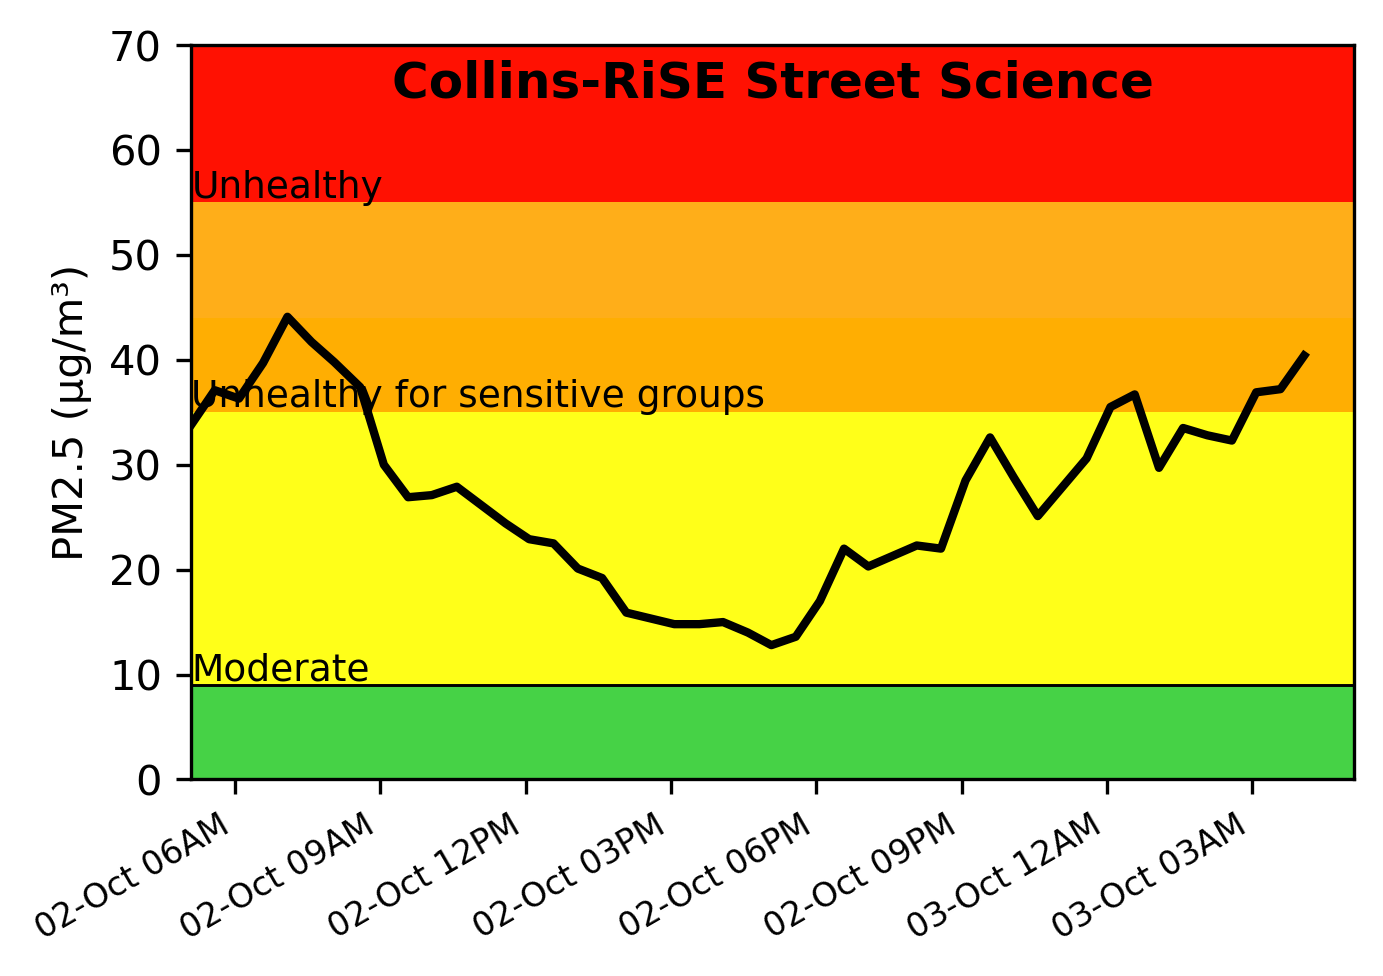 Collins-RiSE Street Science
70
60
Unhealthy
50
40
Unhealthy for sensitive groups
30
20
10
Moderate
0
PM2.5 (µg/m³)
02-Oct 06AM
02-Oct 09AM
02-Oct 12PM
02-Oct 03PM
02-Oct 06PM
02-Oct 09PM
03-Oct 12AM
03-Oct 03AM